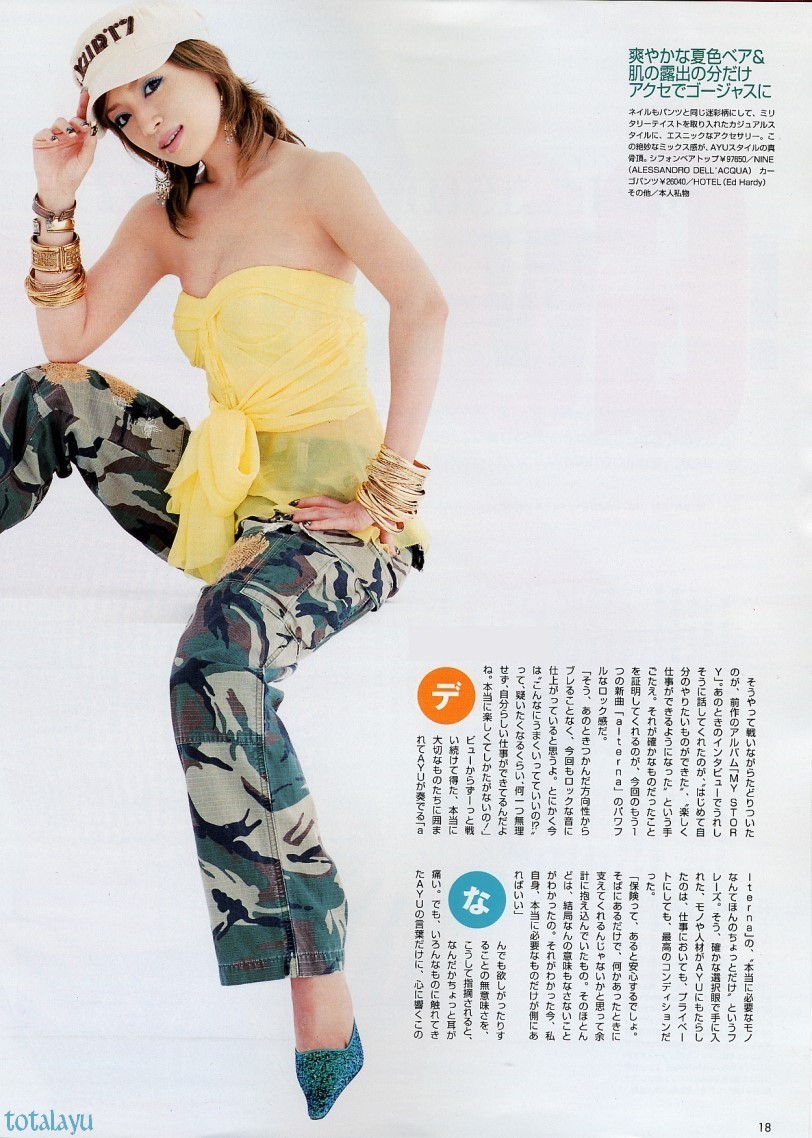 爽やかな夏色ベア&
肌の露出の分だけ
アクセでゴージャスに
ネイルもパンツと同じ迷彩柄にして、ミリ
タリーテイストを取り入れたカジュアルス
タイルに、エスニックなアクセサリー。こ
の絶妙なミックス感が、AYUスタイルの真
骨頂。シフォンベアトップ￥97650/NINE
(ALESSANDRO DELL'ACQUA) カー
ゴパンツ￥26040/HOTEL(Ed Hardy)
その他/本人私物
そうやって戦いながらたどりついた
のが、前作のアルバム「MY STOR
Y」。あのときのインタビューでうれし
そうに話してくれたのが、“はじめて自
分のやりたいものができた”、“楽しく
仕事ができるようになった”という手
ごたえ。それが確かなものだったこと
を証明してくれるのが、今回のもう1
つの新曲「alterna」のパワフ
ルなロック感だ。
「そう、あのときつかんだ方向性から
ブレることなく、今回もロックな音に
仕上がっていると思うよ。とにかく今
は“こんなにうまくいってていいの!?”
って、疑いたくなるくらい、何一つ無理
せず、自分らしい仕事ができてるんだよ
ね。本当に楽しくてしかたがないの!」
デ
ビューからずーっと戦
い続けて得た、本当に
大切なものたちに囲ま
れてAYUが奏でる「a
lterna」の、“本当に必要なモノ
なんてほんのちょっとだけ”というフ
レーズ。そう、確かな選択眼で手に入
れた、モノや人材がAYUにもたらし
たのは、仕事においても、プライベー
トにしても、最高のコンディションだ
った。
「保険って、あると安心するでしょ。
そばにあるだけで、何かあったときに
支えてくれるんじゃないかと思って余
計に抱え込んでいたもの。そのほとん
どは、結局なんの意味もなさないこと
がわかったの。それがわかった今、私
自身、本当に必要なものだけが側にあ
ればいい」
な
んでも欲しがったりす
ることの無意味さを、
こうして指摘されると、
なんだかちょっと耳が
痛い。でも、いろんなものに触れてき
たAYUの言葉だけに、心に響くこの
totalayu
18